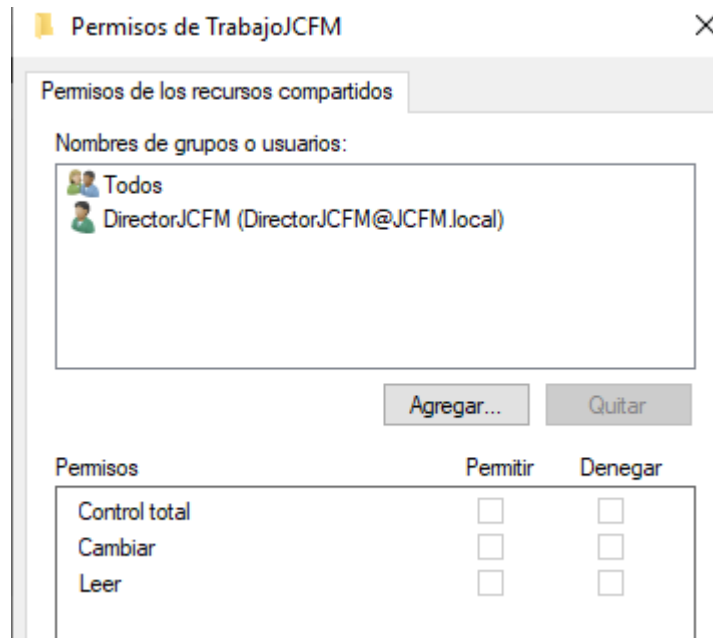 Permisos de TrabajoJCFM
Permisos de los recursos compartidos
Nombres de grupos o usuarios:
Todos
DirectorJCFM (DirectorJCFM@JCFM.local)
Agregar... Quitar
Permisos Permitir Denegar
Control total
Cambiar
Leer